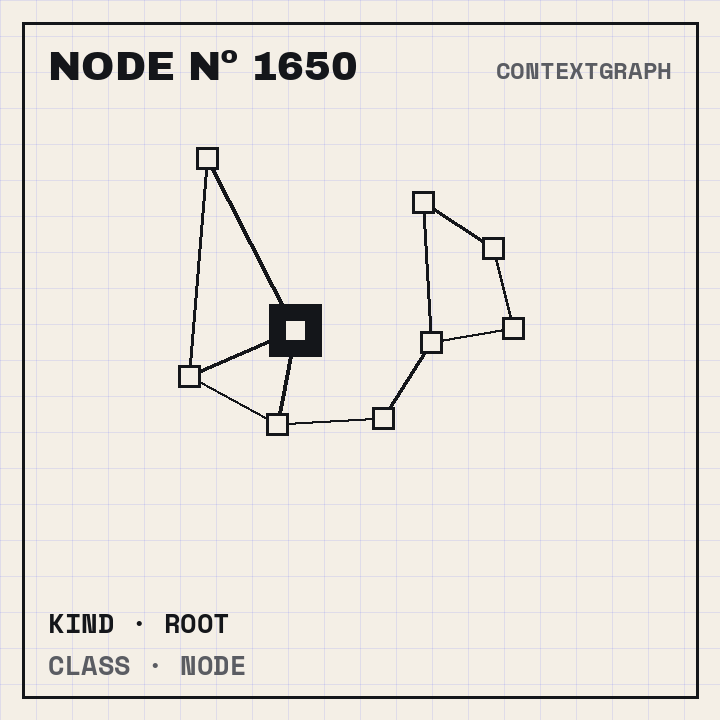 NODE Nº 1650
CONTEXTGRAPH
KIND · ROOT
CLASS · NODE